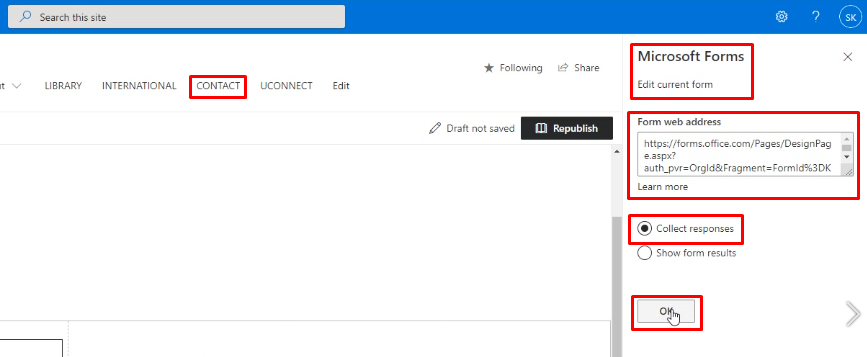 Search this site
?
SK
Following
Share
LIBRARY
INTERNATIONAL
CONTACT
UCONNECT
Edit
Draft not saved
Republish
Microsoft Forms
Edit current form
Form web address
https://forms.office.com/Pages/DesignPag
e.aspx?
auth_pvr=OrgId&Fragment=FormId%3DK
Learn more
Collect responses
Show form results
OK